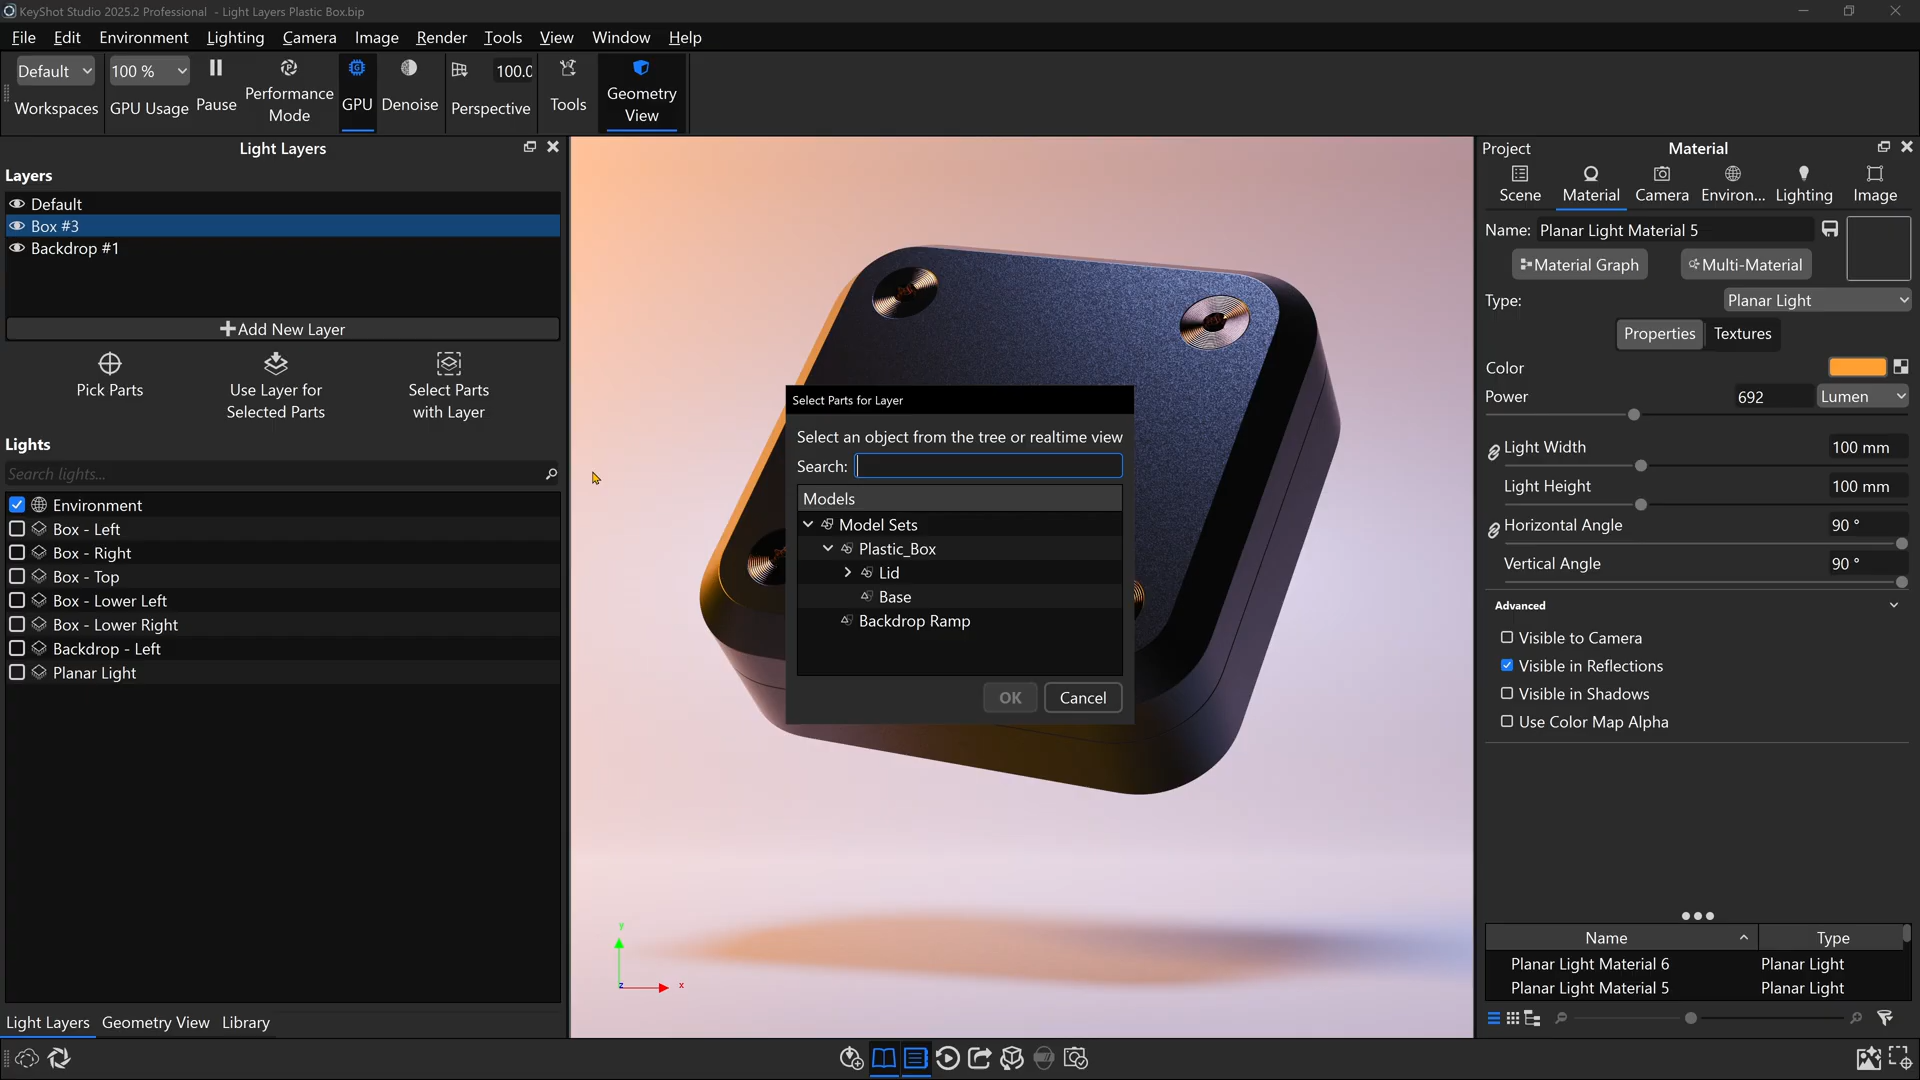 KeyShot Studio 2025.2 Professional - Light Layers Plastic Box.bip
File Edit Environment Lighting Camera Image Render Tools View Window Help
Default 100 % 100.0
Workspaces GPU Usage Pause Performance Mode GPU Denoise Perspective Tools Geometry View
Light Layers
Layers
Default
Box #3
Backdrop #1
Add New Layer
Pick Parts
Use Layer for
Selected Parts
Select Parts
with Layer
Lights
Search lights...
Environment
Box - Left
Box - Right
Box - Top
Box - Lower Left
Box - Lower Right
Backdrop - Left
Planar Light
Light Layers Geometry View Library
Select Parts for Layer
Select an object from the tree or realtime view
Search:
Models
Model Sets
Plastic_Box
Lid
Base
Backdrop Ramp
OK Cancel
y
z
x
Project Material
Scene Material Camera Environ... Lighting Image
Name: Planar Light Material 5
Material Graph Multi-Material
Type: Planar Light
Properties Textures
Color
Power 692 Lumen
Light Width 100 mm
Light Height 100 mm
Horizontal Angle 90 °
Vertical Angle 90 °
Advanced
Visible to Camera
Visible in Reflections
Visible in Shadows
Use Color Map Alpha
Name Type
Planar Light Material 6 Planar Light
Planar Light Material 5 Planar Light